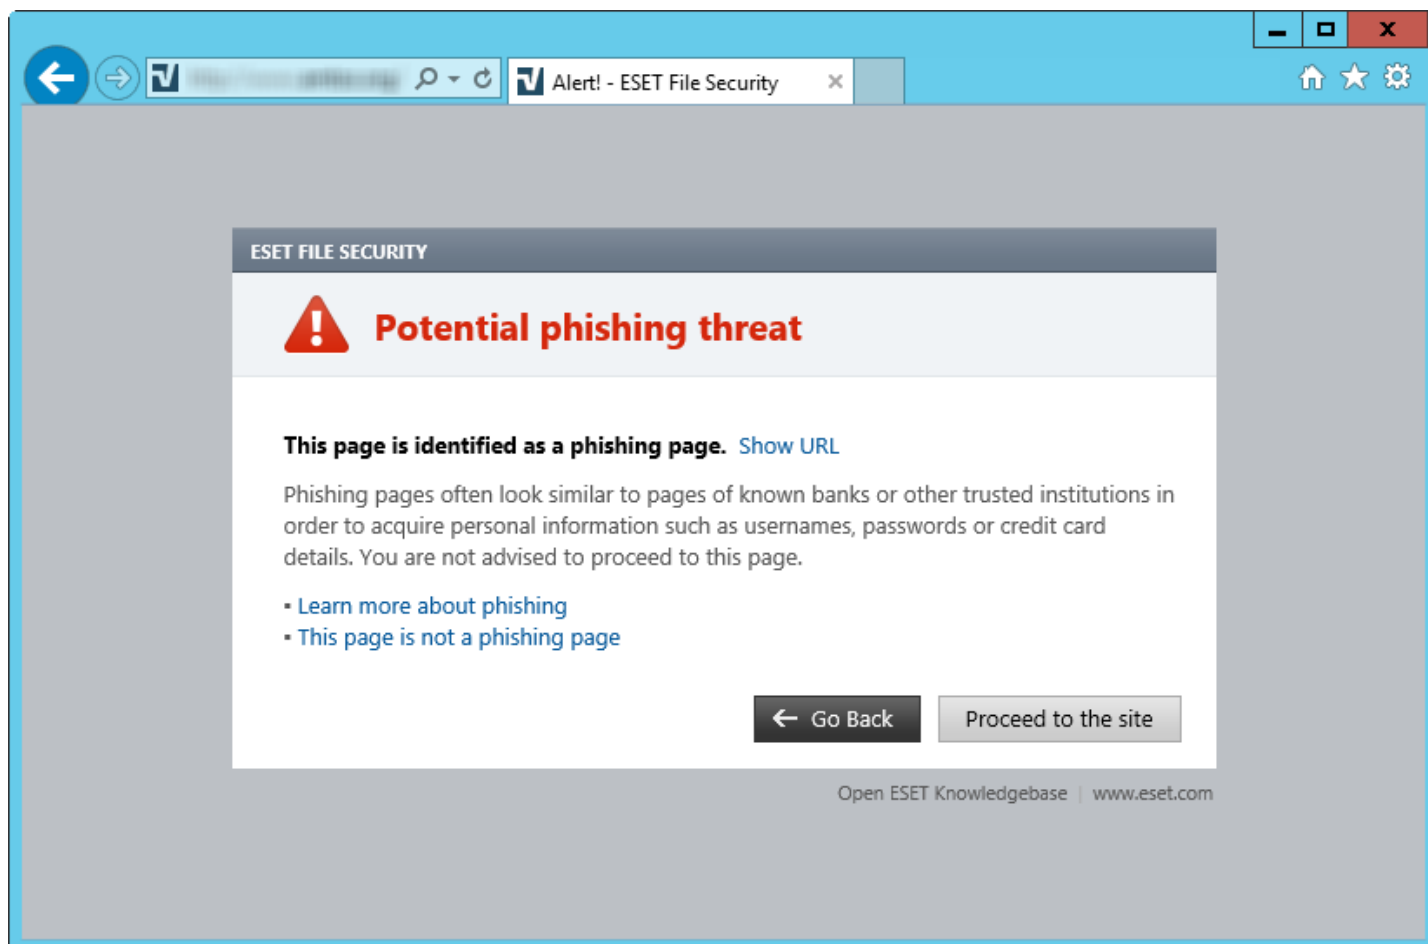 Alert! - ESET File Security
ESET FILE SECURITY
Potential phishing threat
This page is identified as a phishing page. Show URL
Phishing pages often look similar to pages of known banks or other trusted institutions in
order to acquire personal information such as usernames, passwords or credit card
details. You are not advised to proceed to this page.
▪ Learn more about phishing
▪ This page is not a phishing page
Go Back Proceed to the site
Open ESET Knowledgebase | www.eset.com